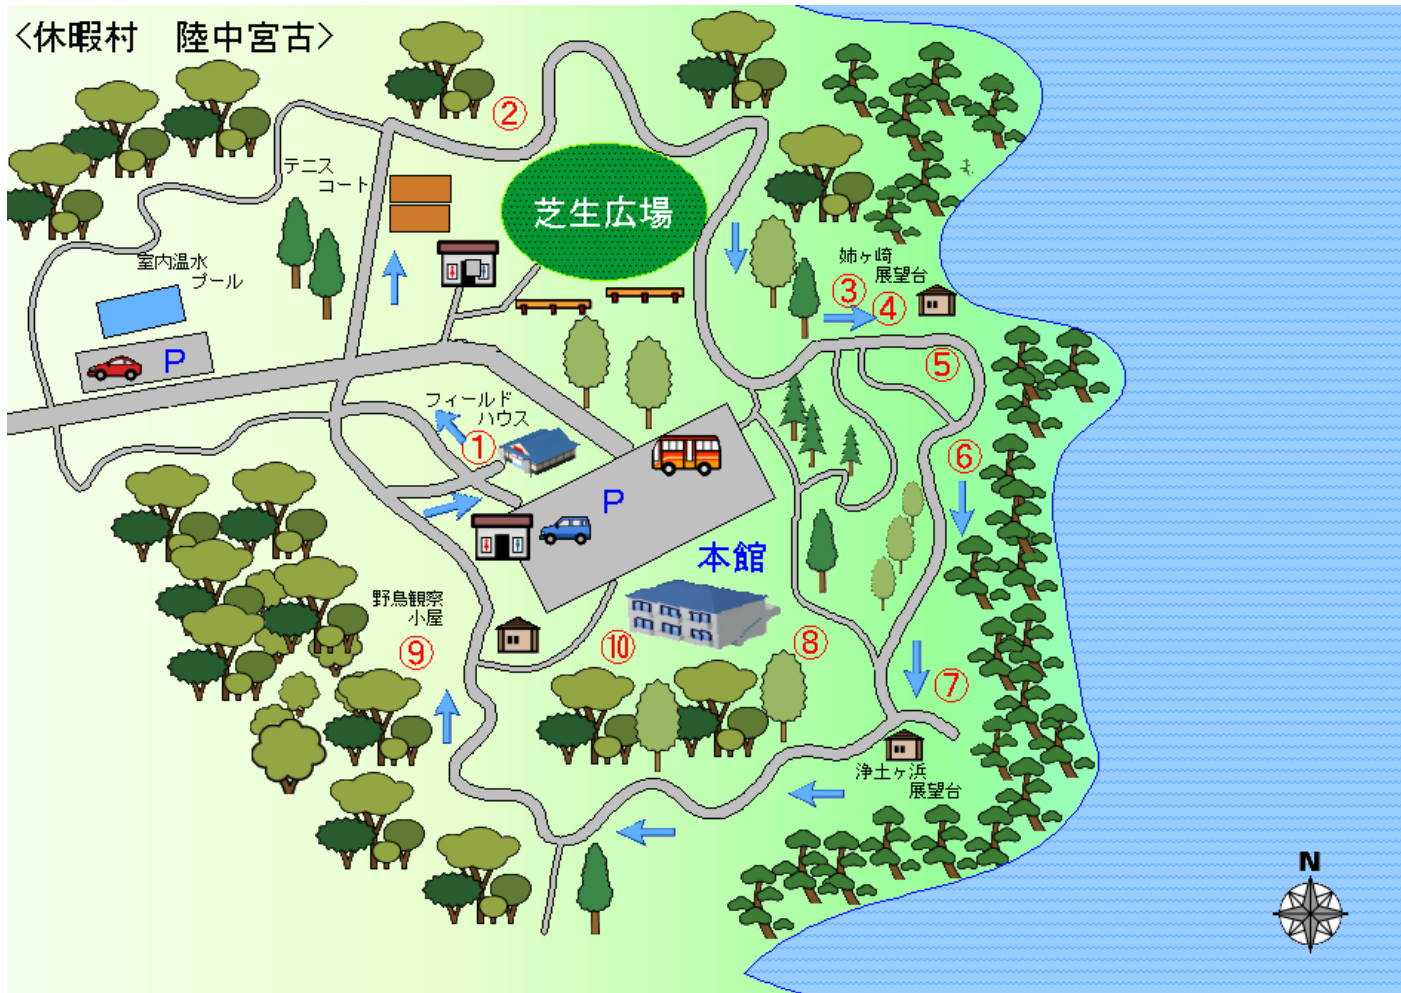 <休暇村　陸中宮古>
②
テニス
コート
芝生広場
室内温水
プール
姉ヶ崎
展望台
③
④
P
⑤
フィールド
ハウス
①
⑥
P
本館
野鳥観察
小屋
⑨
⑩
⑧
⑦
浄土ヶ浜
展望台
N